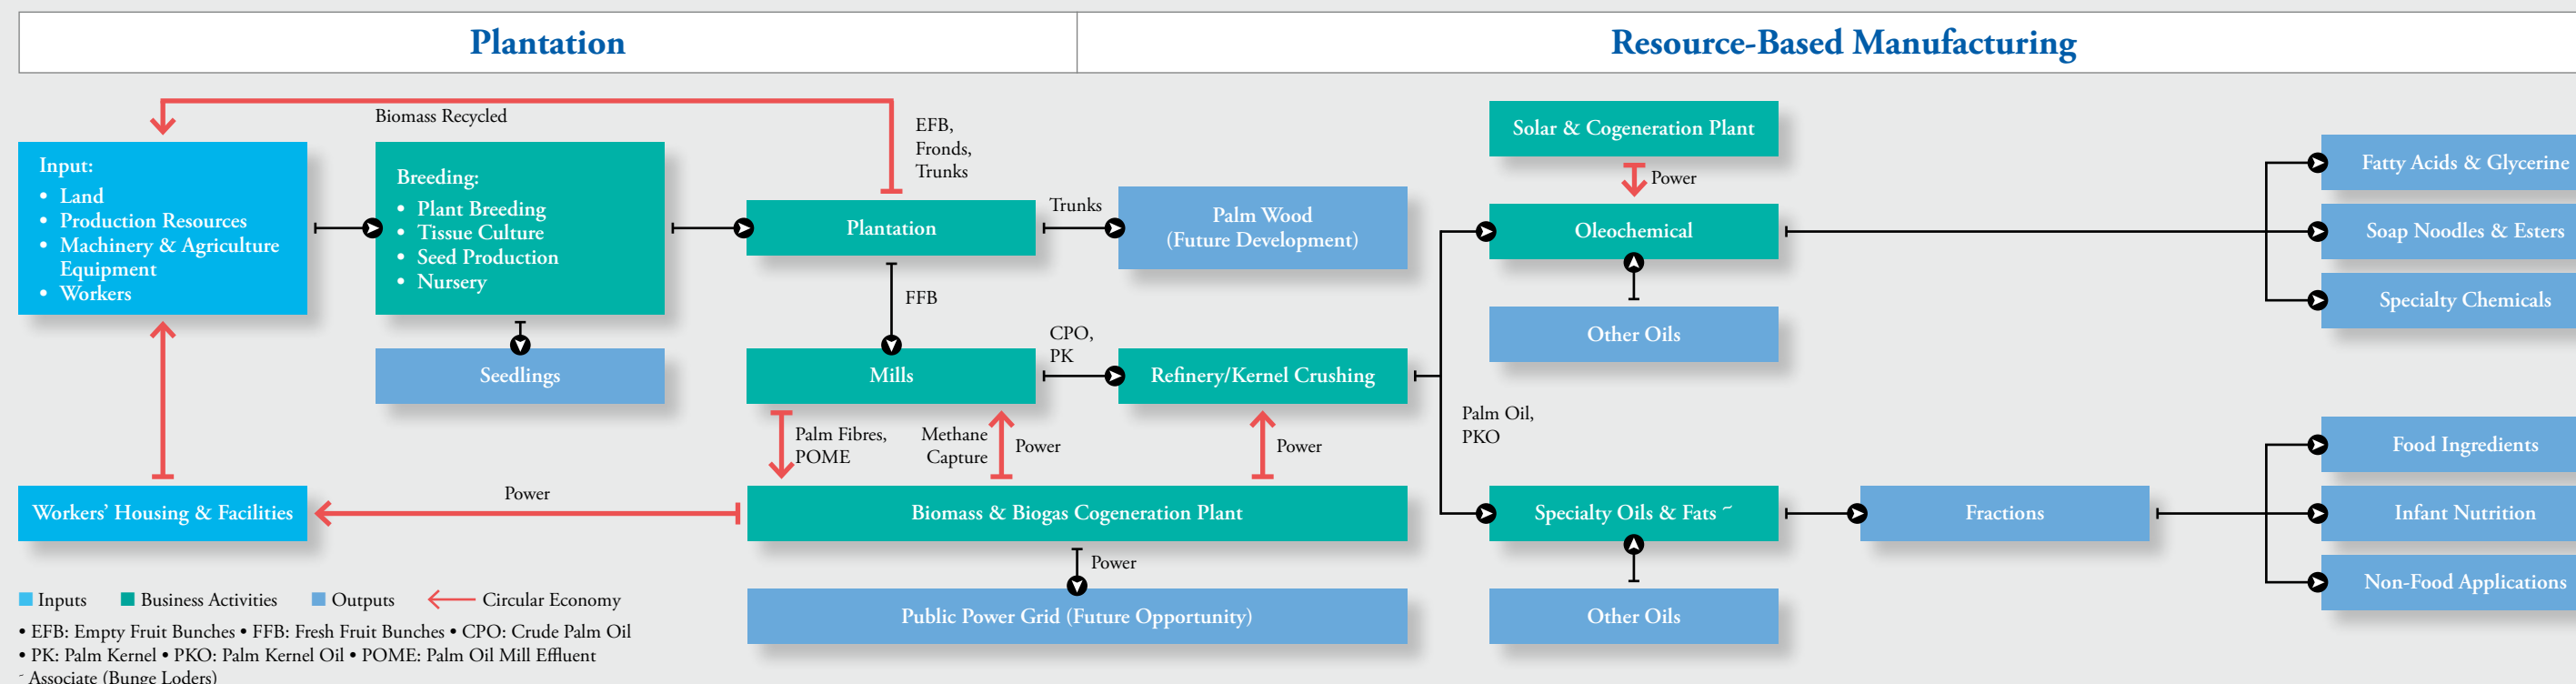 Plantation
Resource-Based Manufacturing
Biomass Recycled
EFB,
Fronds,
Trunks
Input:
• Land
• Production Resources
• Machinery & Agriculture
Equipment
• Workers
Breeding:
• Plant Breeding
• Tissue Culture
• Seed Production
• Nursery
Plantation
Trunks
Palm Wood
(Future Development)
Solar & Cogeneration Plant
Power
Oleochemical
Other Oils
Fatty Acids & Glycerine
Soap Noodles & Esters
Specialty Chemicals
FFB
Seedlings
Mills
CPO,
PK
Refinery/Kernel Crushing
Palm Oil,
PKO
Palm Fibres,
POME
Methane
Capture
Power
Power
Workers’ Housing & Facilities
Power
Biomass & Biogas Cogeneration Plant
Specialty Oils & Fats ~
Fractions
Food Ingredients
Infant Nutrition
Non-Food Applications
Power
Public Power Grid (Future Opportunity)
Other Oils
Inputs
Business Activities
Outputs
Circular Economy
• EFB: Empty Fruit Bunches • FFB: Fresh Fruit Bunches • CPO: Crude Palm Oil
• PK: Palm Kernel • PKO: Palm Kernel Oil • POME: Palm Oil Mill Effluent
~ Associate (Bunge Loders)